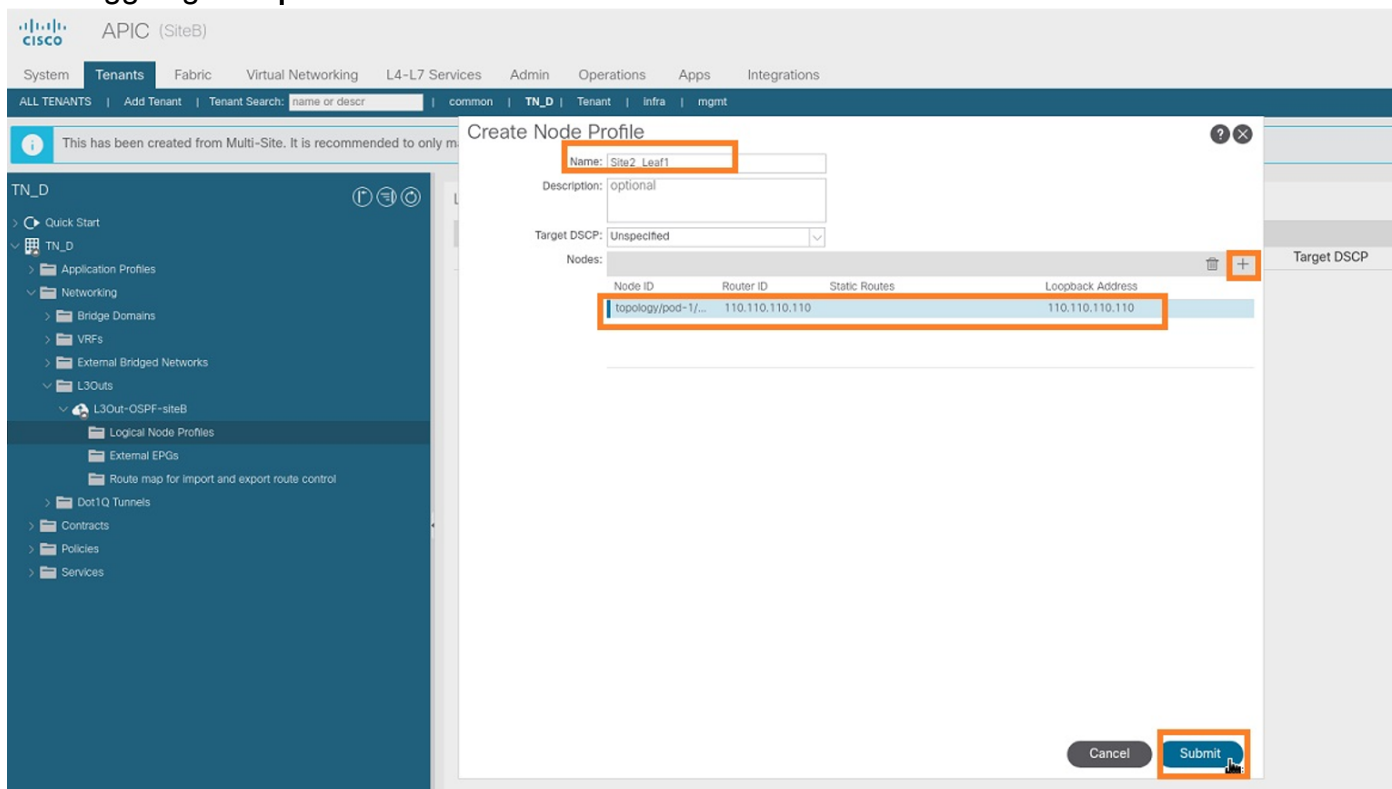 cisco APIC (SiteB)
System Tenants Fabric Virtual Networking L4-L7 Services Admin Operations Apps Integrations
ALL TENANTS | Add Tenant | Tenant Search: name or descr | common | TN_D | Tenant | infra | mgmt
i This has been created from Multi-Site. It is recommended to only m
Create Node Profile
Name: Site2_Leaf1
Description: optional
Target DSCP: Unspecified
Nodes:
Node ID Router ID Static Routes Loopback Address
topology/pod-1/... 110.110.110.110 110.110.110.110
Cancel Submit
Target DSCP
TN_D
Quick Start
TN_D
Application Profiles
Networking
Bridge Domains
VRFs
External Bridged Networks
L3Outs
L3Out-OSPF-siteB
Logical Node Profiles
External EPGs
Route map for import and export route control
Dot1Q Tunnels
Contracts
Policies
Services